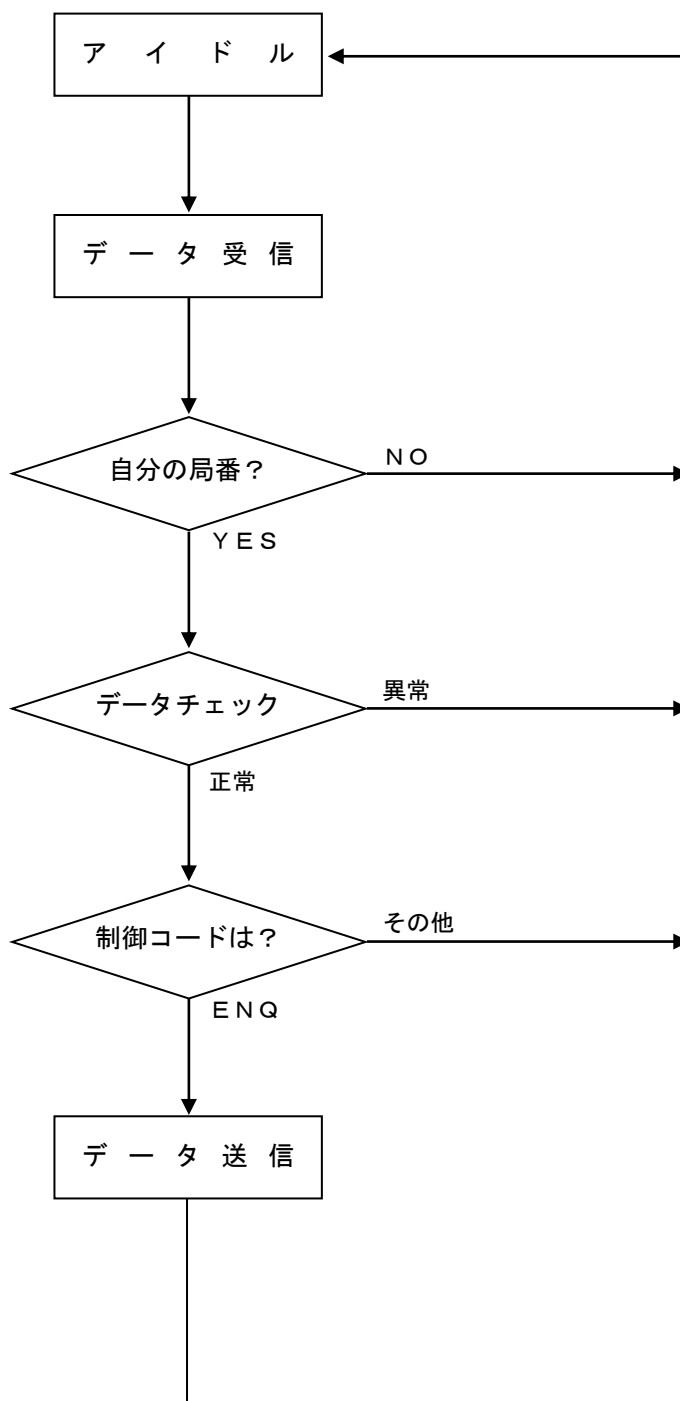 アイドル
データ受信
自分の局番？
NO
YES
データチェック
異常
正常
制御コードは？
その他
ENQ
データ送信